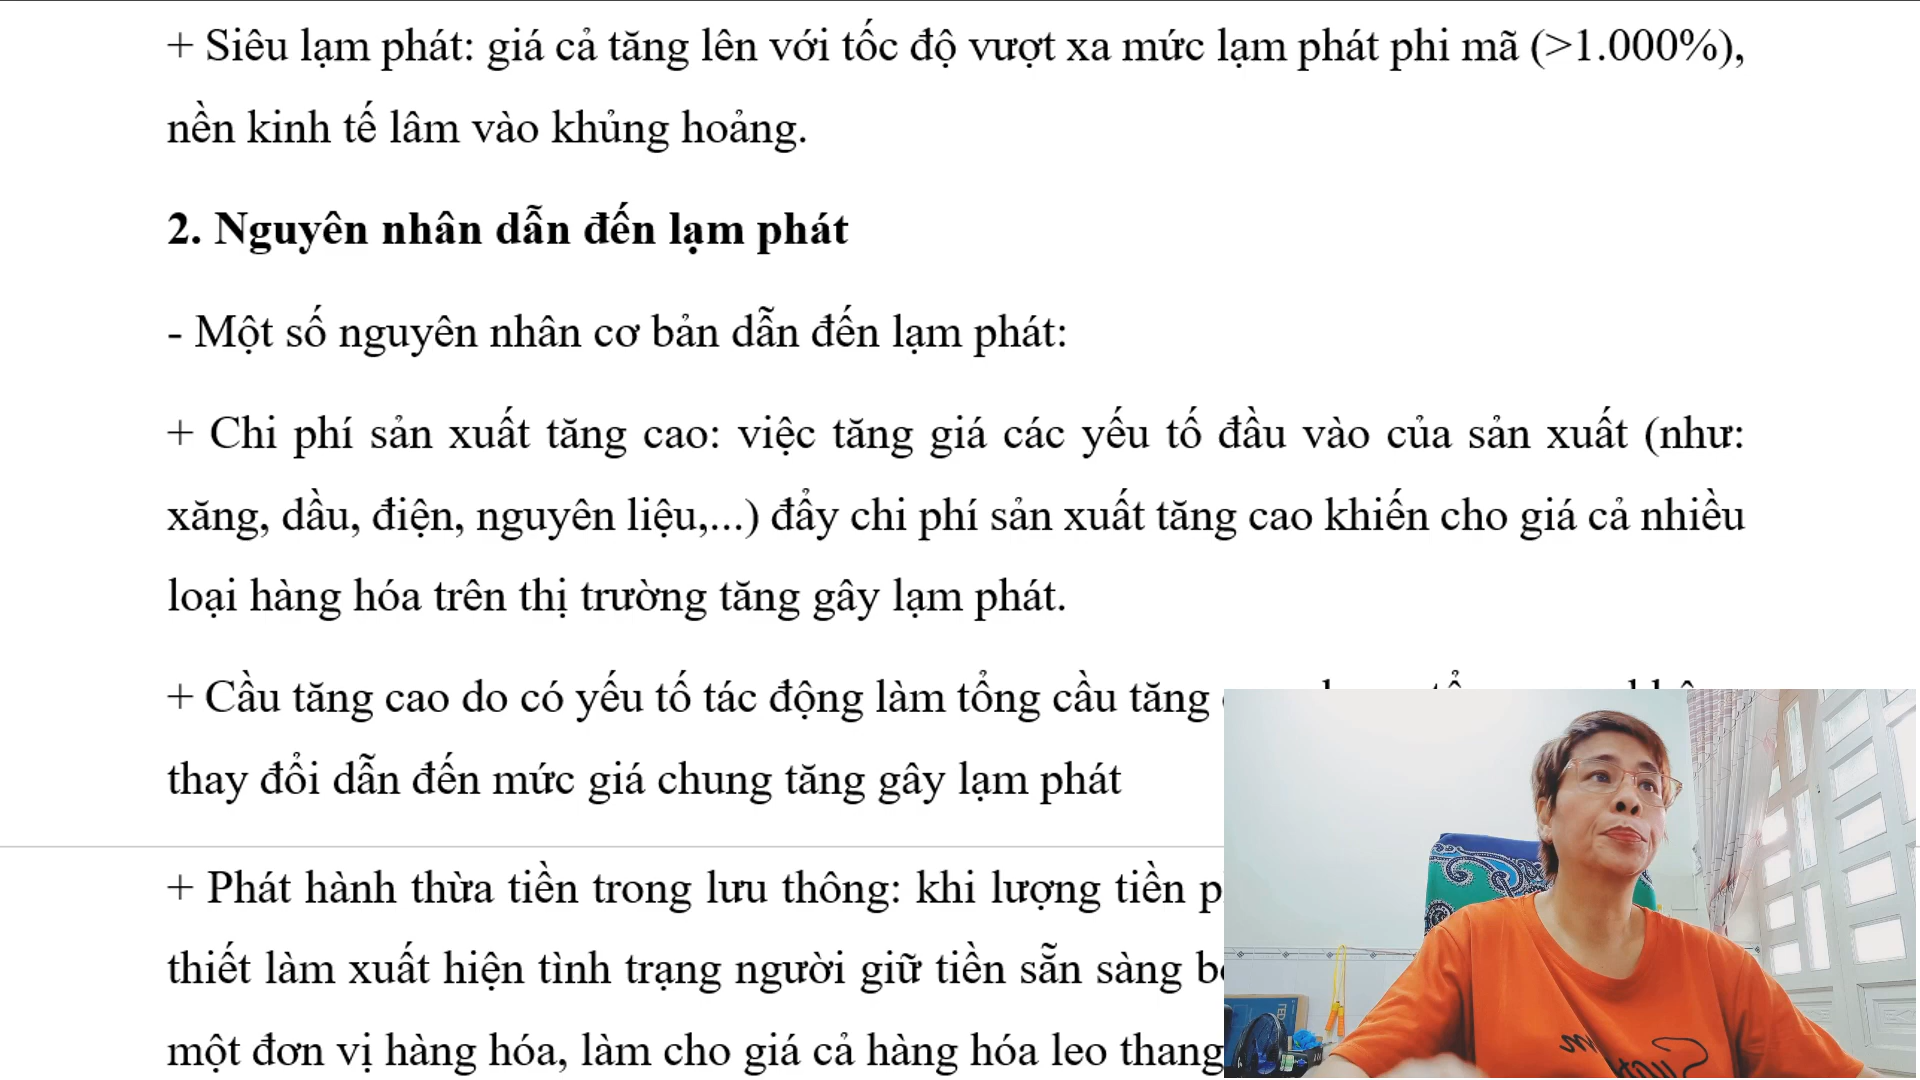 + Siêu lạm phát: giá cả tăng lên với tốc độ vượt xa mức lạm phát phi mã (>1.000%),
nền kinh tế lâm vào khủng hoảng.
2. Nguyên nhân dẫn đến lạm phát
- Một số nguyên nhân cơ bản dẫn đến lạm phát:
+ Chi phí sản xuất tăng cao: việc tăng giá các yếu tố đầu vào của sản xuất (như:
xăng, dầu, điện, nguyên liệu,...) đẩy chi phí sản xuất tăng cao khiến cho giá cả nhiều
loại hàng hóa trên thị trường tăng gây lạm phát.
+ Cầu tăng cao do có yếu tố tác động làm tổng cầu tăng
thay đổi dẫn đến mức giá chung tăng gây lạm phát
+ Phát hành thừa tiền trong lưu thông: khi lượng tiền
thiết làm xuất hiện tình trạng người giữ tiền sẵn sàng
một đơn vị hàng hóa, làm cho giá cả hàng hóa leo thang